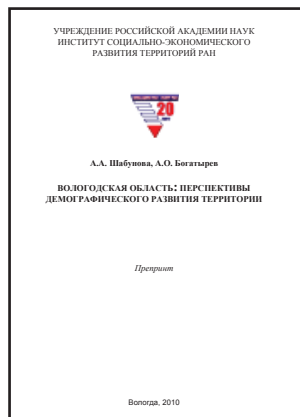 УЧРЕЖДЕНИЕ РОССИЙСКОЙ АКАДЕМИИ НАУК
ИНСТИТУТ СОЦИАЛЬНО-ЭКОНОМИЧЕСКОГО
РАЗВИТИЯ ТЕРРИТОРИЙ РАН
20
А.А. Шабунова, А.О. Богатырев
ВОЛОГОДСКАЯ ОБЛАСТЬ: ПЕРСПЕКТИВЫ
ДЕМОГРАФИЧЕСКОГО РАЗВИТИЯ ТЕРРИТОРИИ
Препринт
Вологда, 2010